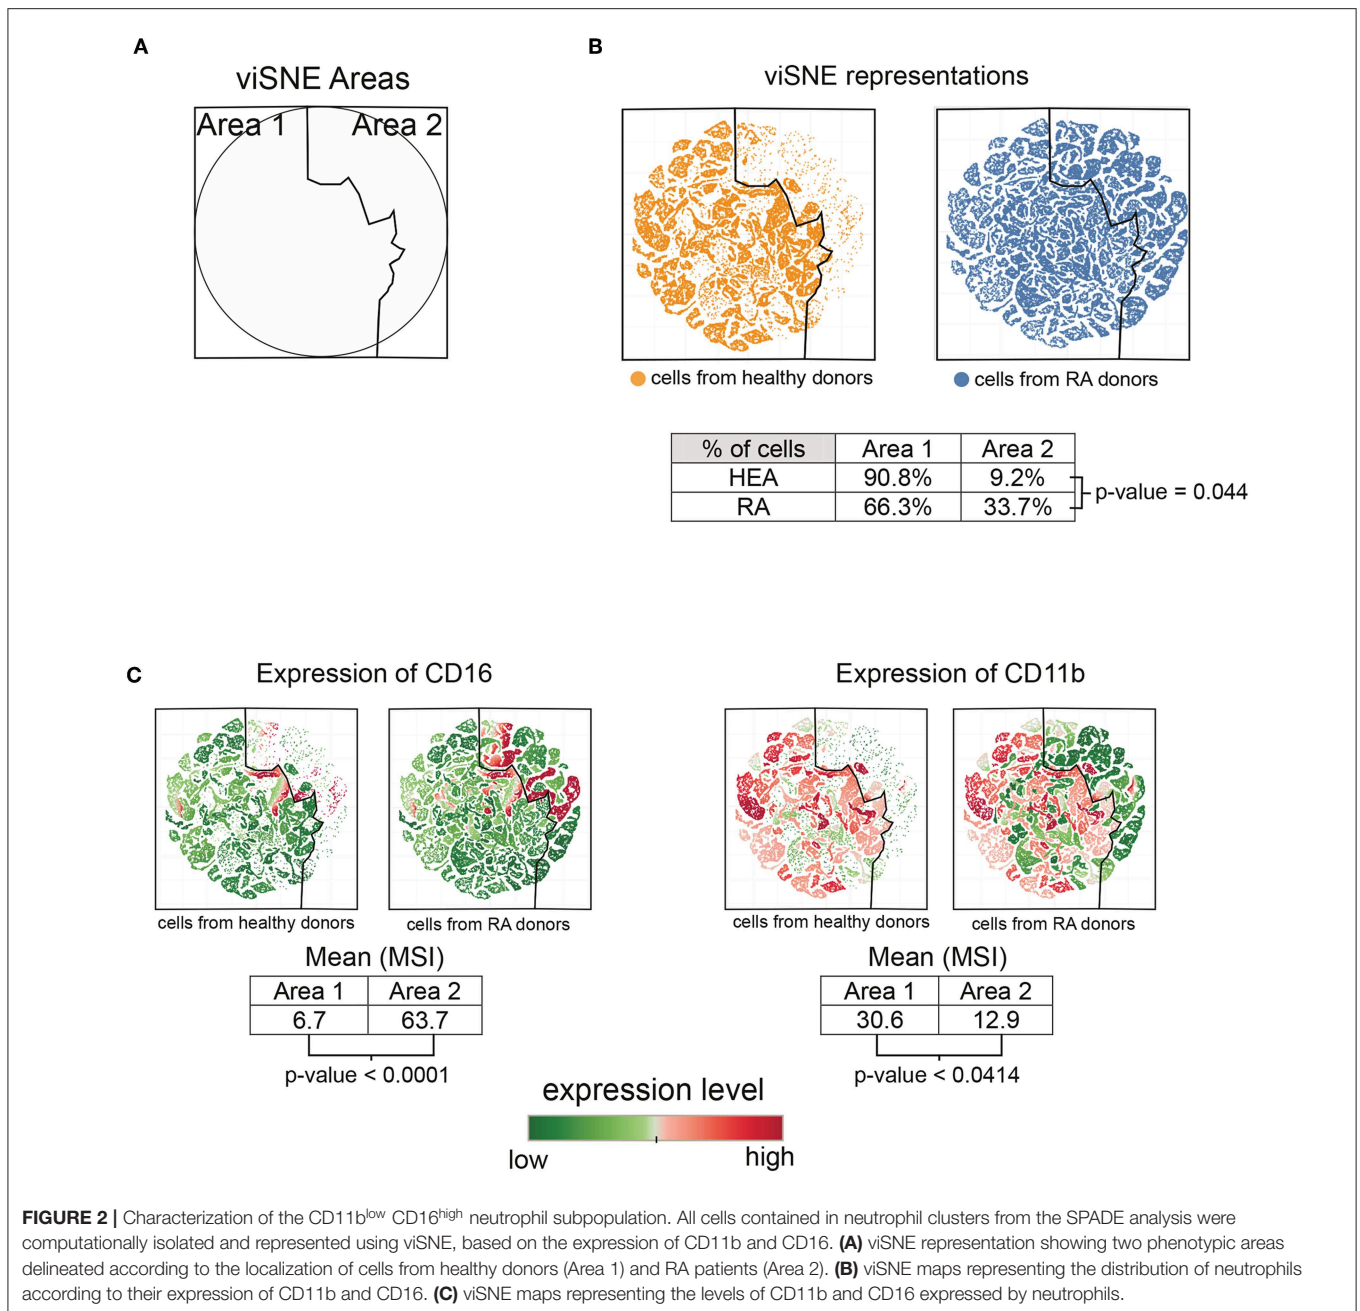 A
viSNE Areas
Area 1
Area 2
B
viSNE representations
cells from healthy donors
cells from RA donors
% of cells Area 1 Area 2
HEA 90.8% 9.2%
RA 66.3% 33.7%
p-value = 0.044
C
Expression of CD16
cells from healthy donors
cells from RA donors
Mean (MSI)
Area 1 Area 2
6.7 63.7
p-value < 0.0001
Expression of CD11b
cells from healthy donors
cells from RA donors
Mean (MSI)
Area 1 Area 2
30.6 12.9
p-value < 0.0414
expression level
low
high
FIGURE 2 | Characterization of the CD11b^low CD16^high neutrophil subpopulation. All cells contained in neutrophil clusters from the SPADE analysis were
computationally isolated and represented using viSNE, based on the expression of CD11b and CD16. (A) viSNE representation showing two phenotypic areas
delineated according to the localization of cells from healthy donors (Area 1) and RA patients (Area 2). (B) viSNE maps representing the distribution of neutrophils
according to their expression of CD11b and CD16. (C) viSNE maps representing the levels of CD11b and CD16 expressed by neutrophils.